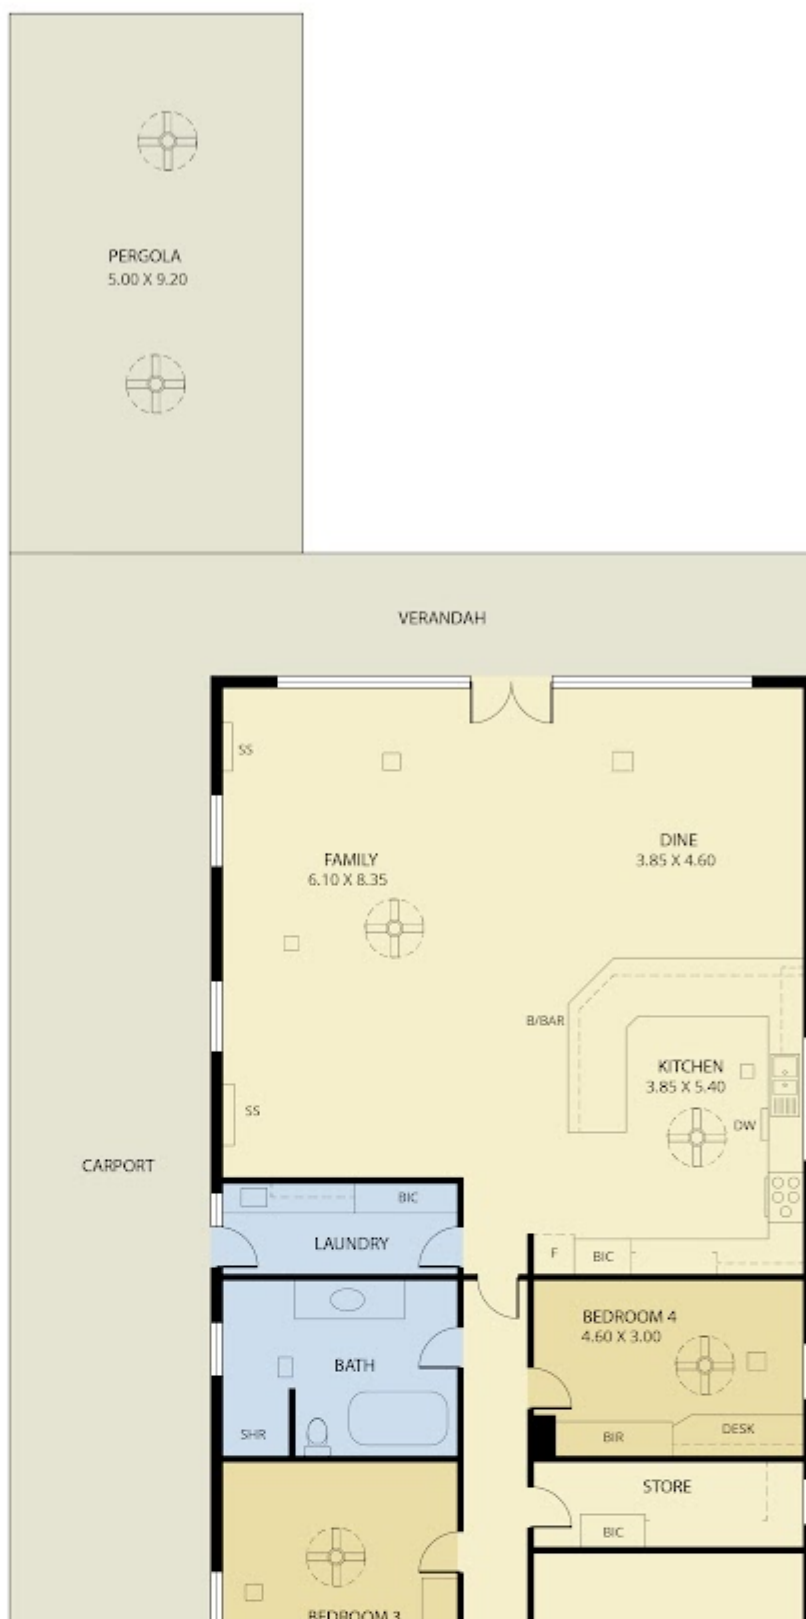 PERGOLA
5.00 X 9.20
VERANDAH
SS
DINE
3.85 X 4.60
FAMILY
6.10 X 8.35
B/BAR
KITCHEN
3.85 X 5.40
SS
DW
CARPORT
BIC
LAUNDRY
F
BIC
BEDROOM 4
4.60 X 3.00
BATH
SHR
BIR
DESK
STORE
BIC
BEDROOM 3